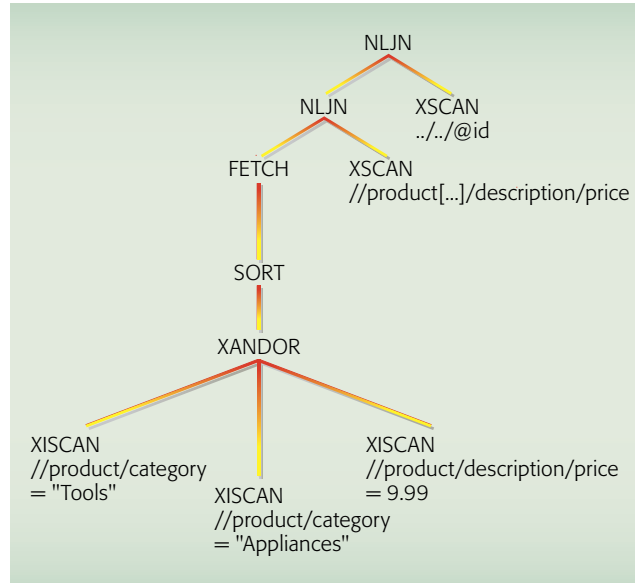 NLJN
NLJN
XSCAN
../../@id
FETCH
XSCAN
//product[...]/description/price
SORT
XANDOR
XISCAN
//product/category
= "Tools"
XISCAN
//product/category
= "Appliances"
XISCAN
//product/description/price
= 9.99